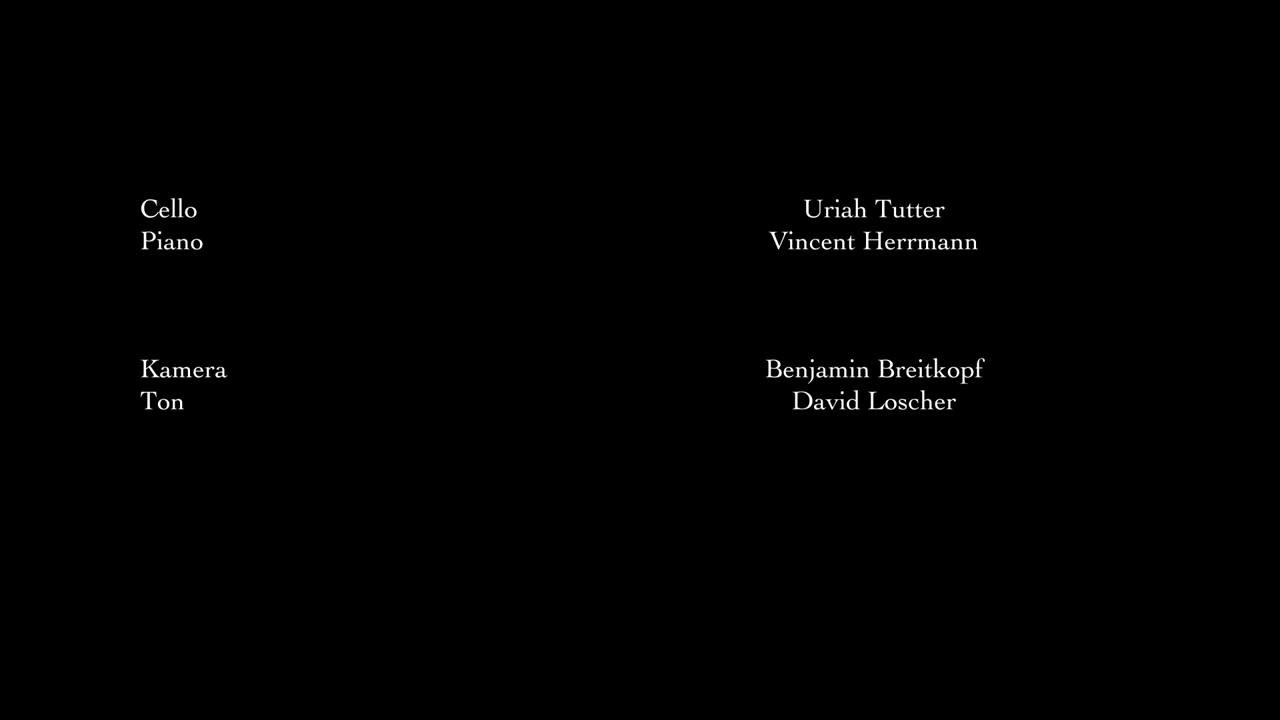 Cello Uriah Tutter
Piano Vincent Herrmann
Kamera Benjamin Breitkopf
Ton David Loscher